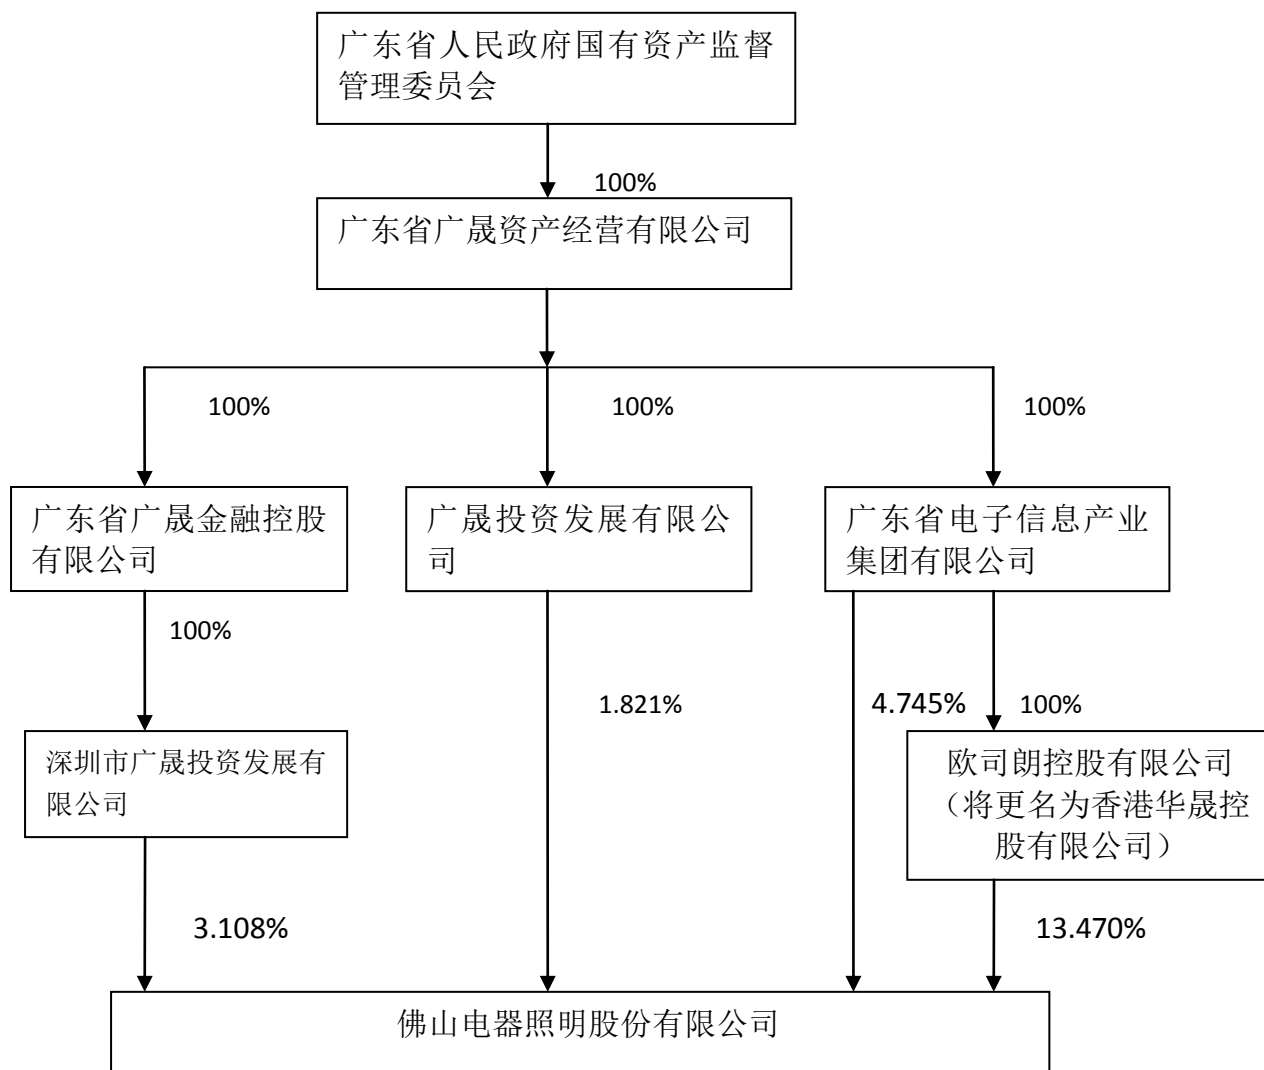 广东省人民政府国有资产监督
管理委员会
100%
广东省广晟资产经营有限公司
100%
100%
100%
广东省广晟金融控股
有限公司
广晟投资发展有限公
司
广东省电子信息产业
集团有限公司
100%
1.821%
4.745%
100%
深圳市广晟投资发展有
限公司
欧司朗控股有限公司
（将更名为香港华晟控
股有限公司）
3.108%
13.470%
佛山电器照明股份有限公司